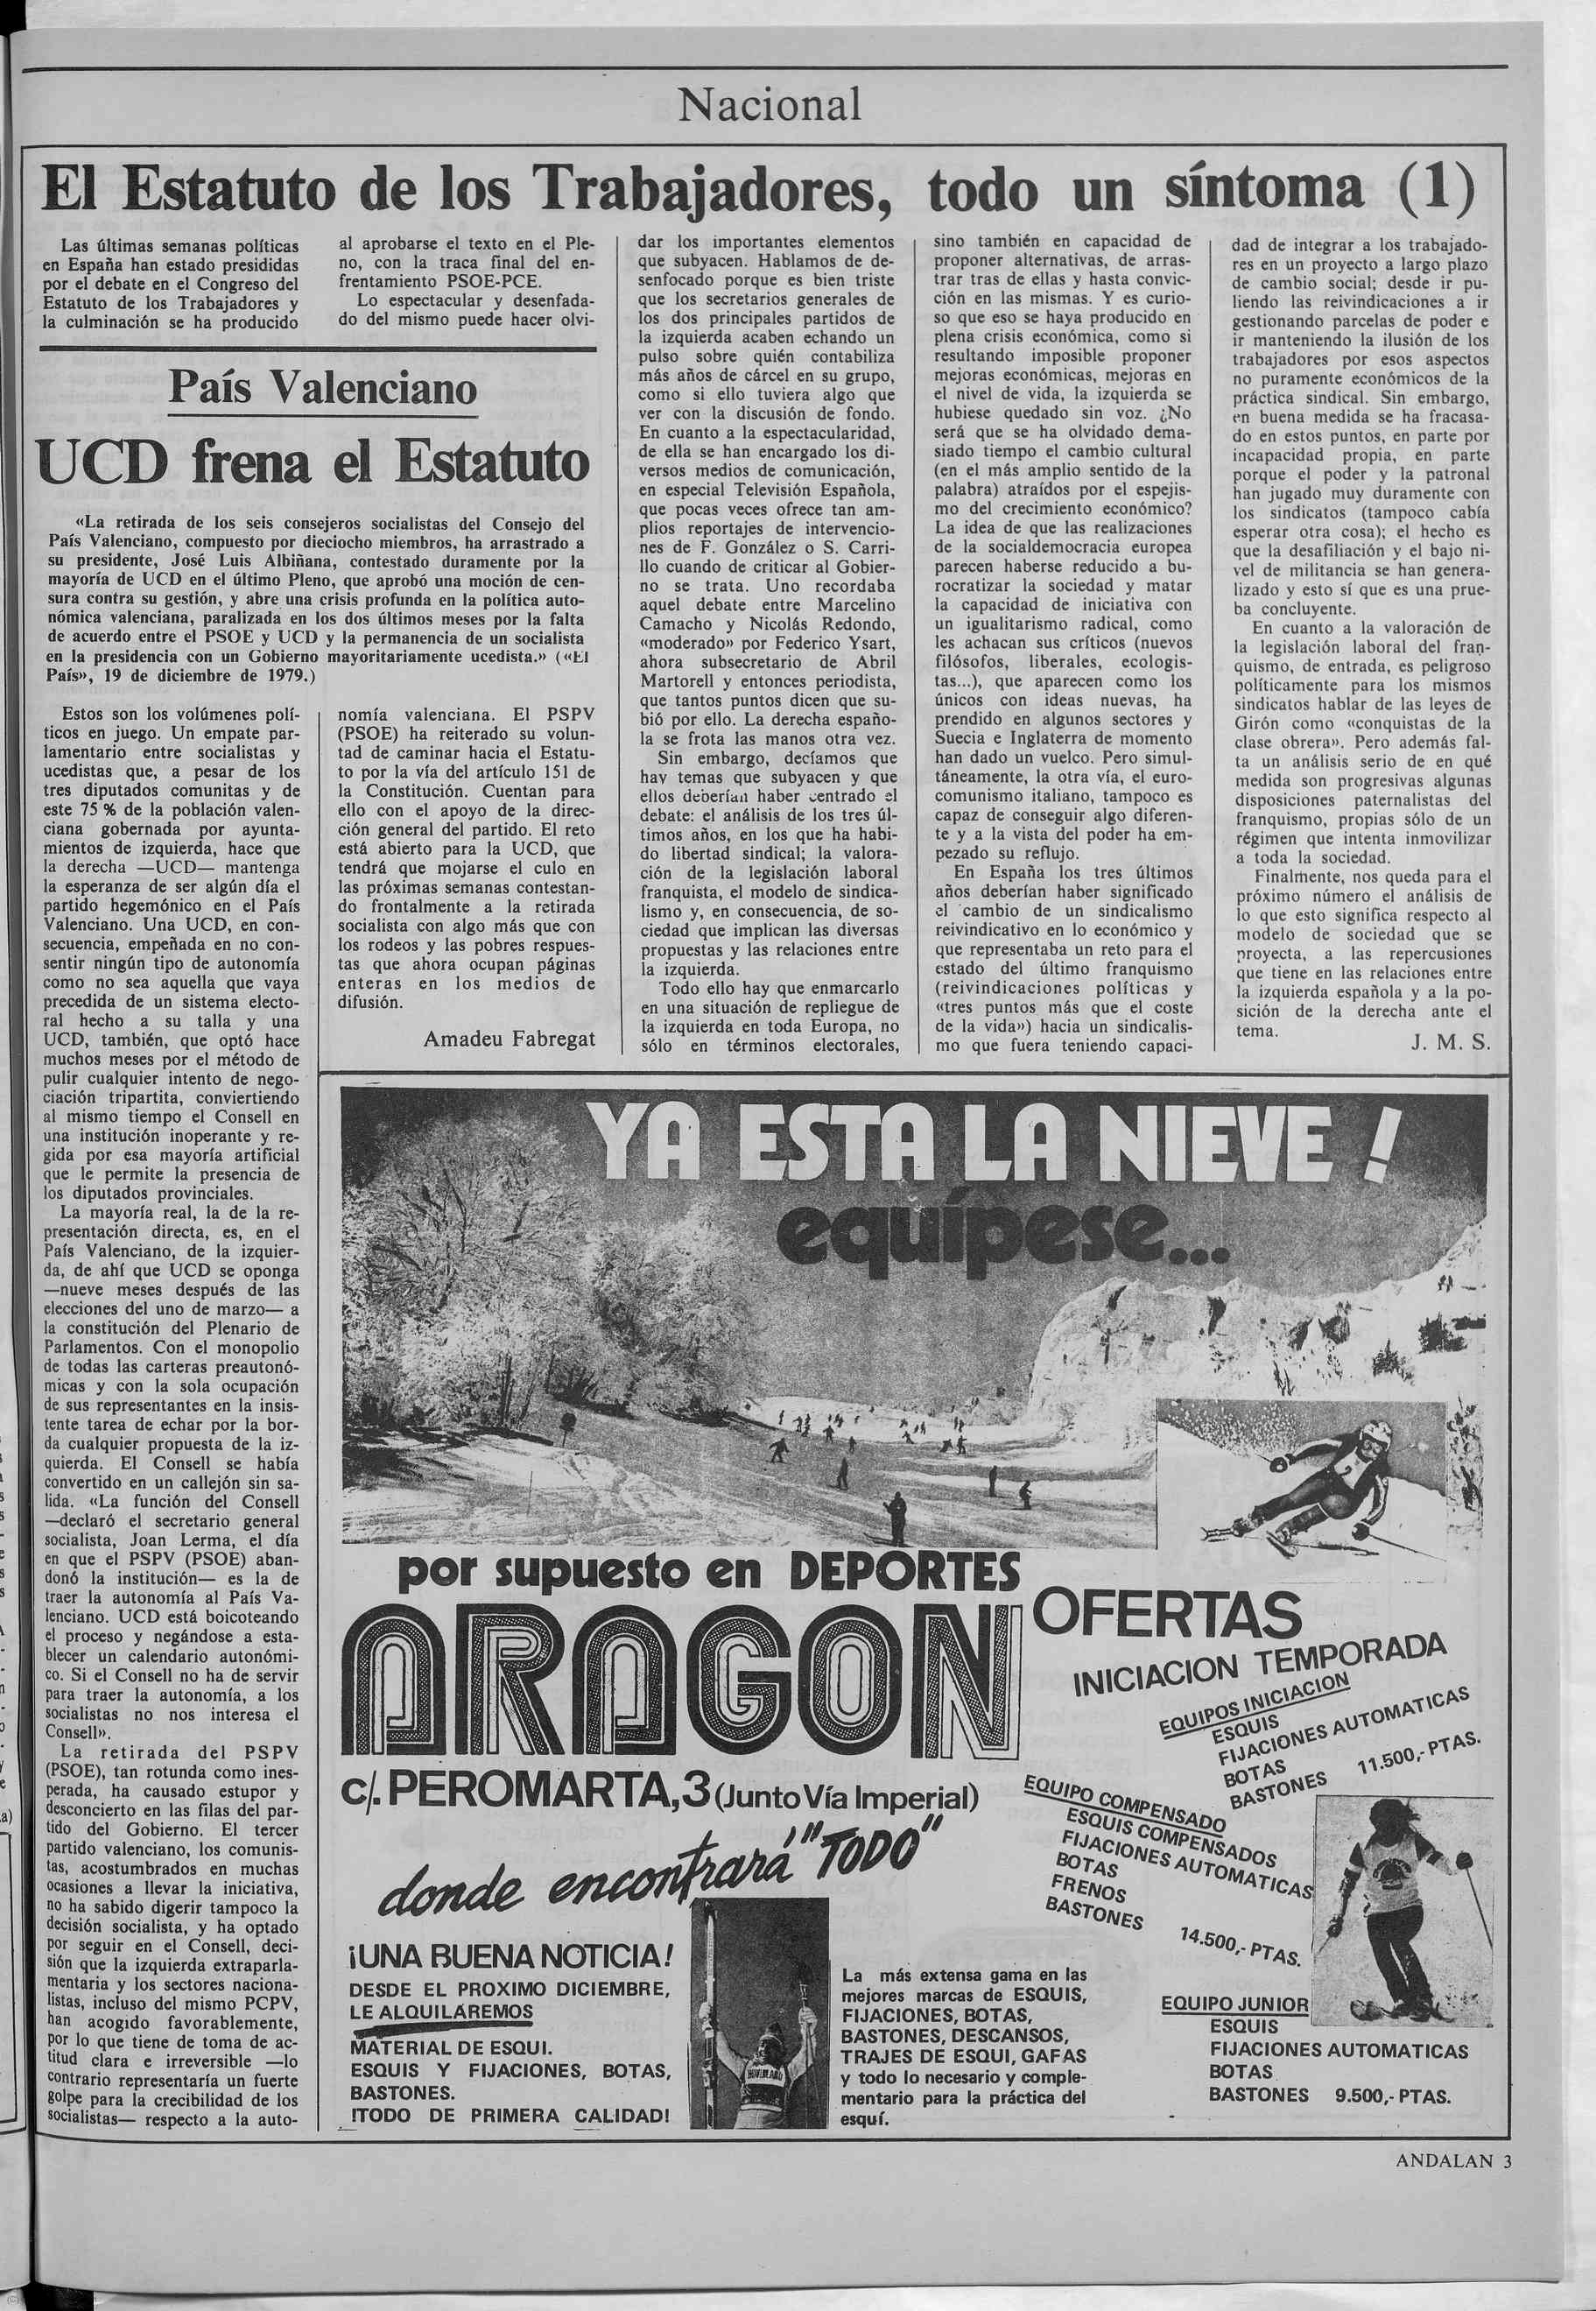 Nacional
El Estatuto de los Trabajadores, todo un síntoma (1)
Las últimas semanas políticas
en España han estado presididas
por el debate en el Congreso del
Estatuto de los Trabajadores y
la culminación se ha producido
al aprobarse el texto en el Ple-
no, con la traca final del en-
frentamiento PSOE-PCE.
Lo espectacular y desenfada-
do del mismo puede hacer olvi-
dar los importantes elementos
que subyacen. Hablamos de de-
senfocado porque es bien triste
que los secretarios generales de
los dos principales partidos de
la izquierda acaben echando un
pulso sobre quién contabiliza
más años de cárcel en su grupo,
como si ello tuviera algo que
ver con la discusión de fondo.
En cuanto a la espectacularidad,
de ella se han encargado los di-
versos medios de comunicación,
en especial Televisión Española,
que pocas veces ofrece tan am-
plios reportajes de intervencio-
nes de F. González o S. Carri-
llo cuando de criticar al Gobier-
no se trata. Uno recordaba
aquel debate entre Marcelino
Camacho y Nicolás Redondo,
«moderado» por Federico Ysart,
ahora subsecretario de Abril
Martorell y entonces periodista,
que tantos puntos dicen que su-
bió por ello. La derecha españo-
la se frota las manos otra vez.
Sin embargo, decíamos que
hay temas que subyacen y que
ellos deberían haber centrado el
debate: el análisis de los tres úl-
timos años, en los que ha habi-
do libertad sindical; la valora-
ción de la legislación laboral
franquista, el modelo de sindica-
lismo y, en consecuencia, de so-
ciedad que implican las diversas
propuestas y las relaciones entre
la izquierda.
Todo ello hay que enmarcarlo
en una situación de repliegue de
la izquierda en toda Europa, no
sólo en términos electorales,
sino también en capacidad de
proponer alternativas, de arras-
trar tras de ellas y hasta convic-
ción en las mismas. Y es curio-
so que eso se haya producido en
plena crisis económica, como si
resultando imposible proponer
mejoras económicas, mejoras en
el nivel de vida, la izquierda se
hubiese quedado sin voz. ¿No
será que se ha olvidado dema-
siado tiempo el cambio cultural
(en el más amplio sentido de la
palabra) atraídos por el espejis-
mo del crecimiento económico?
La idea de que las realizaciones
de la socialdemocracia europea
parecen haberse reducido a bu-
rocratizar la sociedad y matar
la capacidad de iniciativa con
un igualitarismo radical, como
les achacan sus críticos (nuevos
filósofos, liberales, ecologis-
tas...), que aparecen como los
únicos con ideas nuevas, ha
prendido en algunos sectores y
Suecia e Inglaterra de momento
han dado un vuelco. Pero simul-
táneamente, la otra vía, el euro-
comunismo italiano, tampoco es
capaz de conseguir algo diferen-
te y a la vista del poder ha em-
pezado su reflujo.
En España los tres últimos
años deberían haber significado
el cambio de un sindicalismo
reivindicativo en lo económico y
que representaba un reto para el
estado del último franquismo
(reivindicaciones políticas y
«tres puntos más que el coste
de la vida») hacia un sindicalis-
mo que fuera teniendo capaci-
dad de integrar a los trabajado-
res en un proyecto a largo plazo
de cambio social; desde ir pu-
liendo las reivindicaciones a ir
gestionando parcelas de poder e
ir manteniendo la ilusión de los
trabajadores por esos aspectos
no puramente económicos de la
práctica sindical. Sin embargo,
en buena medida se ha fracasa-
do en estos puntos, en parte por
incapacidad propia, en parte
porque el poder y la patronal
han jugado muy duramente con
los sindicatos (tampoco cabía
esperar otra cosa); el hecho es
que la desafiliación y el bajo ni-
vel de militancia se han genera-
lizado y esto sí que es una prue-
ba concluyente.
En cuanto a la valoración de
la legislación laboral del fran-
quismo, de entrada, es peligroso
políticamente para los mismos
sindicatos hablar de las leyes de
Girón como «conquistas de la
clase obrera». Pero además fal-
ta un análisis serio de en qué
medida son progresivas algunas
disposiciones paternalistas del
franquismo, propias sólo de un
régimen que intenta inmovilizar
a toda la sociedad.
Finalmente, nos queda para el
próximo número el análisis de
lo que esto significa respecto al
modelo de sociedad que se
proyecta, a las repercusiones
que tiene en las relaciones entre
la izquierda española y a la po-
sición de la derecha ante el
tema.
J. M. S.
País Valenciano
UCD frena el Estatuto
«La retirada de los seis consejeros socialistas del Consejo del
País Valenciano, compuesto por dieciocho miembros, ha arrastrado a
su presidente, José Luis Albiñana, contestado duramente por la
mayoría de UCD en el último Pleno, que aprobó una moción de cen-
sura contra su gestión, y abre una crisis profunda en la política auto-
nómica valenciana, paralizada en los dos últimos meses por la falta
de acuerdo entre el PSOE y UCD y la permanencia de un socialista
en la presidencia con un Gobierno mayoritariamente ucedista.» («El
País», 19 de diciembre de 1979.)
Estos son los volúmenes polí-
ticos en juego. Un empate par-
lamentario entre socialistas y
ucedistas que, a pesar de los
tres diputados comunitas y de
este 75 % de la población valen-
ciana gobernada por ayunta-
mientos de izquierda, hace que
la derecha —UCD— mantenga
la esperanza de ser algún día el
partido hegemónico en el País
Valenciano. Una UCD, en con-
secuencia, empeñada en no con-
sentir ningún tipo de autonomía
como no sea aquella que vaya
precedida de un sistema electo-
ral hecho a su talla y una
UCD, también, que optó hace
muchos meses por el método de
pulir cualquier intento de nego-
ciación tripartita, conviertiendo
al mismo tiempo el Consell en
una institución inoperante y re-
gida por esa mayoría artificial
que le permite la presencia de
los diputados provinciales.
La mayoría real, la de la re-
presentación directa, es, en el
País Valenciano, de la izquier-
da, de ahí que UCD se oponga
—nueve meses después de las
elecciones del uno de marzo— a
la constitución del Plenario de
Parlamentos. Con el monopolio
de todas las carteras preautonó-
micas y con la sola ocupación
de sus representantes en la insis-
tente tarea de echar por la bor-
da cualquier propuesta de la iz-
quierda. El Consell se había
convertido en un callejón sin sa-
lida. «La función del Consell
—declaró el secretario general
socialista, Joan Lerma, el día
en que el PSPV (PSOE) aban-
donó la institución— es la de
traer la autonomía al País Va-
lenciano. UCD está boicoteando
el proceso y negándose a esta-
blecer un calendario autonómi-
co. Si el Consell no ha de servir
para traer la autonomía, a los
socialistas no nos interesa el
Consell».
La retirada del PSPV
(PSOE), tan rotunda como ines-
perada, ha causado estupor y
desconcierto en las filas del par-
tido del Gobierno. El tercer
partido valenciano, los comunis-
tas, acostumbrados en muchas
ocasiones a llevar la iniciativa,
no ha sabido digerir tampoco la
decisión socialista, y ha optado
por seguir en el Consell, deci-
sión que la izquierda extraparla-
mentaria y los sectores naciona-
listas, incluso del mismo PCPV,
han acogido favorablemente,
por lo que tiene de toma de ac-
titud clara e irreversible —lo
contrario representaría un fuerte
golpe para la crecibilidad de los
socialistas— respecto a la auto-
nomía valenciana. El PSPV
(PSOE) ha reiterado su volun-
tad de caminar hacia el Estatu-
to por la vía del artículo 151 de
la Constitución. Cuentan para
ello con el apoyo de la direc-
ción general del partido. El reto
está abierto para la UCD, que
tendrá que mojarse el culo en
las próximas semanas contestan-
do frontalmente a la retirada
socialista con algo más que con
los rodeos y las pobres respues-
tas que ahora ocupan páginas
enteras en los medios de
difusión.
Amadeu Fabregat
YA ESTA LA NIEVE !
equípese...
por supuesto en DEPORTES
ARAGON
c/. PEROMARTA,3 (Junto Vía Imperial)
donde encontrará "TODO"
¡UNA BUENA NOTICIA!
DESDE EL PROXIMO DICIEMBRE,
LE ALQUILAREMOS
MATERIAL DE ESQUI.
ESQUIS Y FIJACIONES, BOTAS,
BASTONES.
!TODO DE PRIMERA CALIDAD!
La más extensa gama en las
mejores marcas de ESQUIS,
FIJACIONES, BOTAS,
BASTONES, DESCANSOS,
TRAJES DE ESQUI, GAFAS
y todo lo necesario y comple-
mentario para la práctica del
esquí.
OFERTAS
INICIACION TEMPORADA
EQUIPOS INICIACION
ESQUIS
FIJACIONES AUTOMATICAS
BOTAS
BASTONES 11.500,- PTAS.
EQUIPO COMPENSADO
ESQUIS COMPENSADOS
FIJACIONES AUTOMATICAS
BOTAS
FRENOS
BASTONES 14.500,- PTAS.
EQUIPO JUNIOR
ESQUIS
FIJACIONES AUTOMATICAS
BOTAS
BASTONES 9.500,- PTAS.
ANDALAN 3